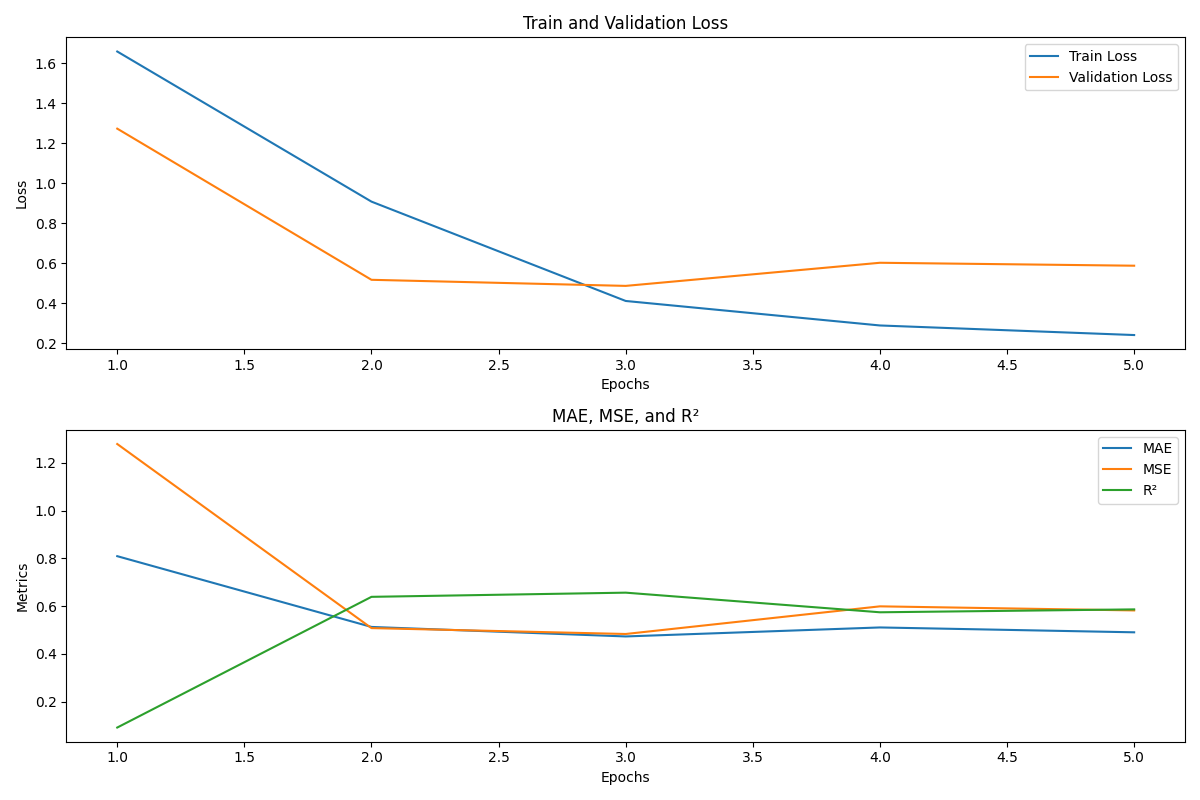 Train and Validation Loss
Train Loss
Validation Loss
1.6
1.4
1.2
1.0
0.8
0.6
0.4
0.2
Loss
1.0 1.5 2.0 2.5 3.0 3.5 4.0 4.5 5.0
Epochs
MAE, MSE, and R²
MAE
MSE
R²
1.2
1.0
0.8
0.6
0.4
0.2
Metrics
1.0 1.5 2.0 2.5 3.0 3.5 4.0 4.5 5.0
Epochs